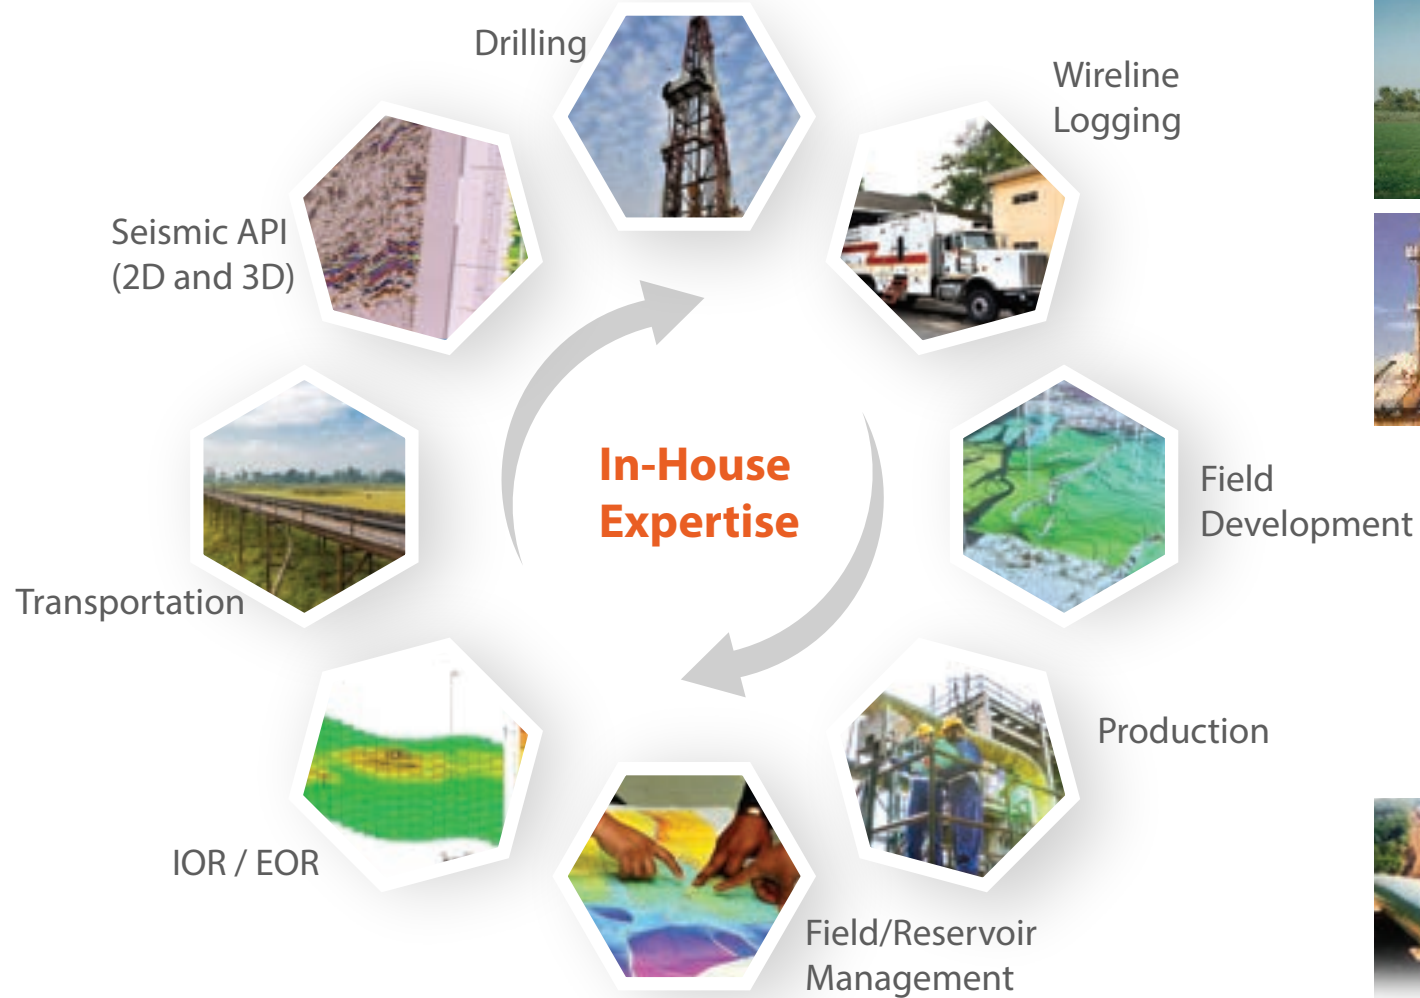 Drilling
Wireline
Logging
Seismic API
(2D and 3D)
In-House
Expertise
Field
Development
Transportation
Production
IOR / EOR
Field/Reservoir
Management